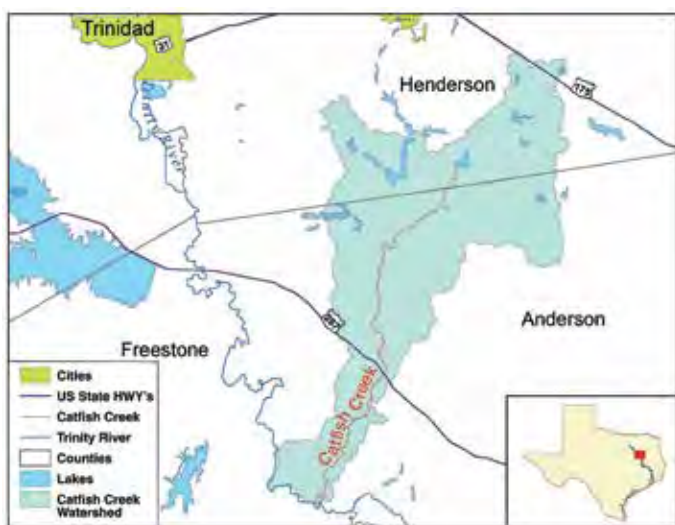 Trinidad
31
Henderson
175
Trinity River
287
Anderson
Freestone
Catfish Creek
Cities
US State HWY's
Catfish Creek
Trinity River
Counties
Lakes
Catfish Creek
Watershed